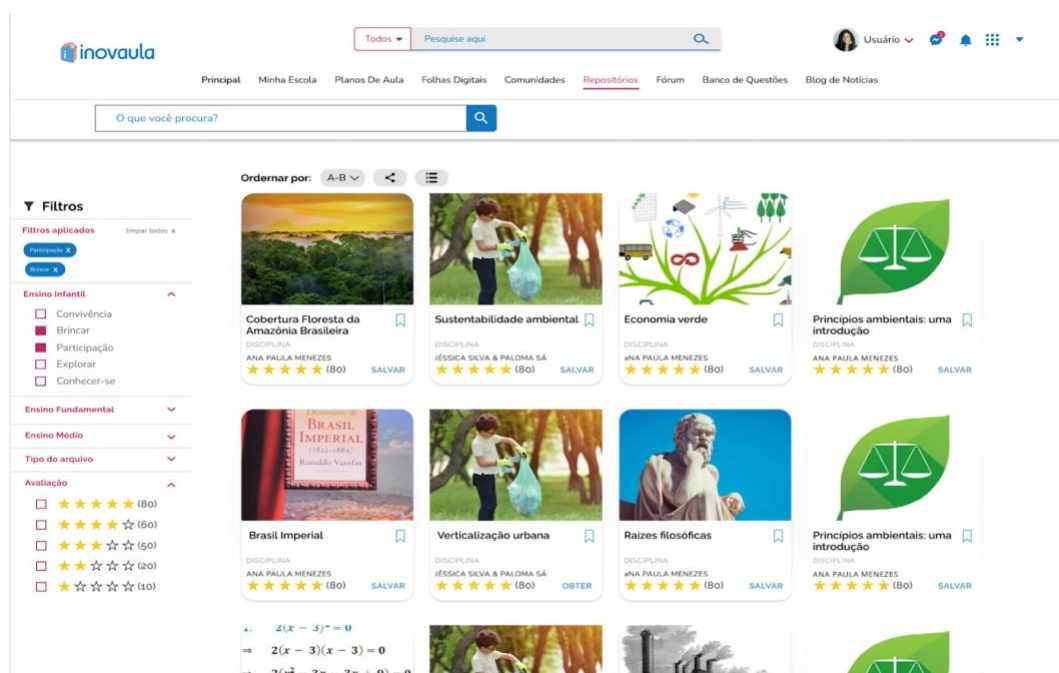 inovaula
Todos
Pesquise aqui
Usuário
Principal Minha Escola Planos De Aula Folhas Digitais Comunidades Repositórios Fórum Banco de Questões Blog de Notícias
O que você procura?
Ordernar por: A-B
Filtros
Filtros aplicados limpar todos x
Participação X
Brincar X
Ensino Infantil
Convivência
Brincar
Participação
Explorar
Conhecer-se
Ensino Fundamental
Ensino Médio
Tipo do arquivo
Avaliação
(80)
(60)
(50)
(20)
(10)
Cobertura Floresta da
Amazônia Brasileira
DISCIPLINA
ANA PAULA MENEZES
(80) SALVAR
Sustentabilidade ambiental
DISCIPLINA
JÉSSICA SILVA & PALOMA SÁ
(80) SALVAR
Economia verde
DISCIPLINA
aNA PAULA MENEZES
(80) SALVAR
Princípios ambientais: uma
introdução
DISCIPLINA
ANA PAULA MENEZES
(80) SALVAR
BRASIL
IMPERIAL
(1822-1889)
Ronaldo Vainfas
Brasil Imperial
DISCIPLINA
ANA PAULA MENEZES
(80) SALVAR
Verticalização urbana
DISCIPLINA
JÉSSICA SILVA & PALOMA SÁ
(80) OBTER
Raízes filosóficas
DISCIPLINA
aNA PAULA MENEZES
(80) SALVAR
Princípios ambientais: uma
introdução
DISCIPLINA
ANA PAULA MENEZES
(80) SALVAR
⇒ 2(x − 3)(x − 3) = 0